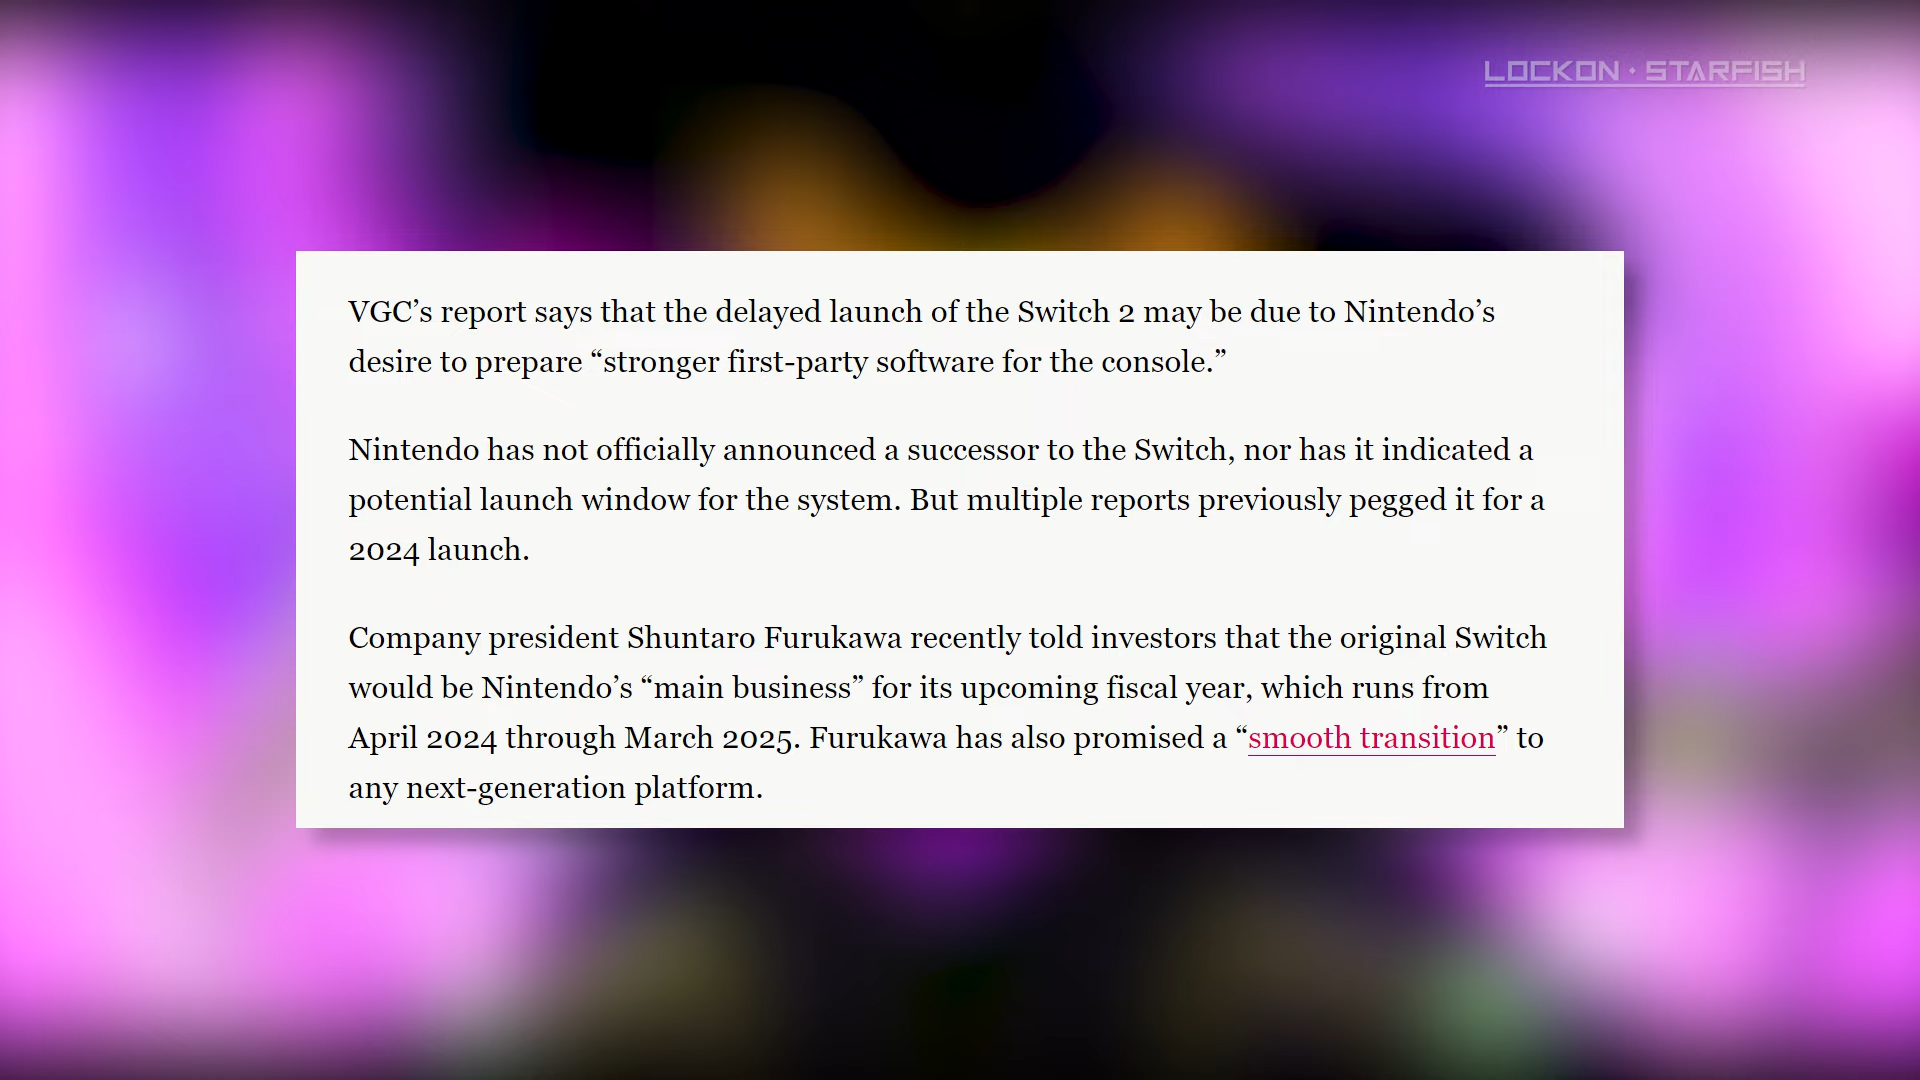 LOCKON · STARFISH
VGC’s report says that the delayed launch of the Switch 2 may be due to Nintendo’s
desire to prepare “stronger first-party software for the console.”
Nintendo has not officially announced a successor to the Switch, nor has it indicated a
potential launch window for the system. But multiple reports previously pegged it for a
2024 launch.
Company president Shuntaro Furukawa recently told investors that the original Switch
would be Nintendo’s “main business” for its upcoming fiscal year, which runs from
April 2024 through March 2025. Furukawa has also promised a “smooth transition” to
any next-generation platform.